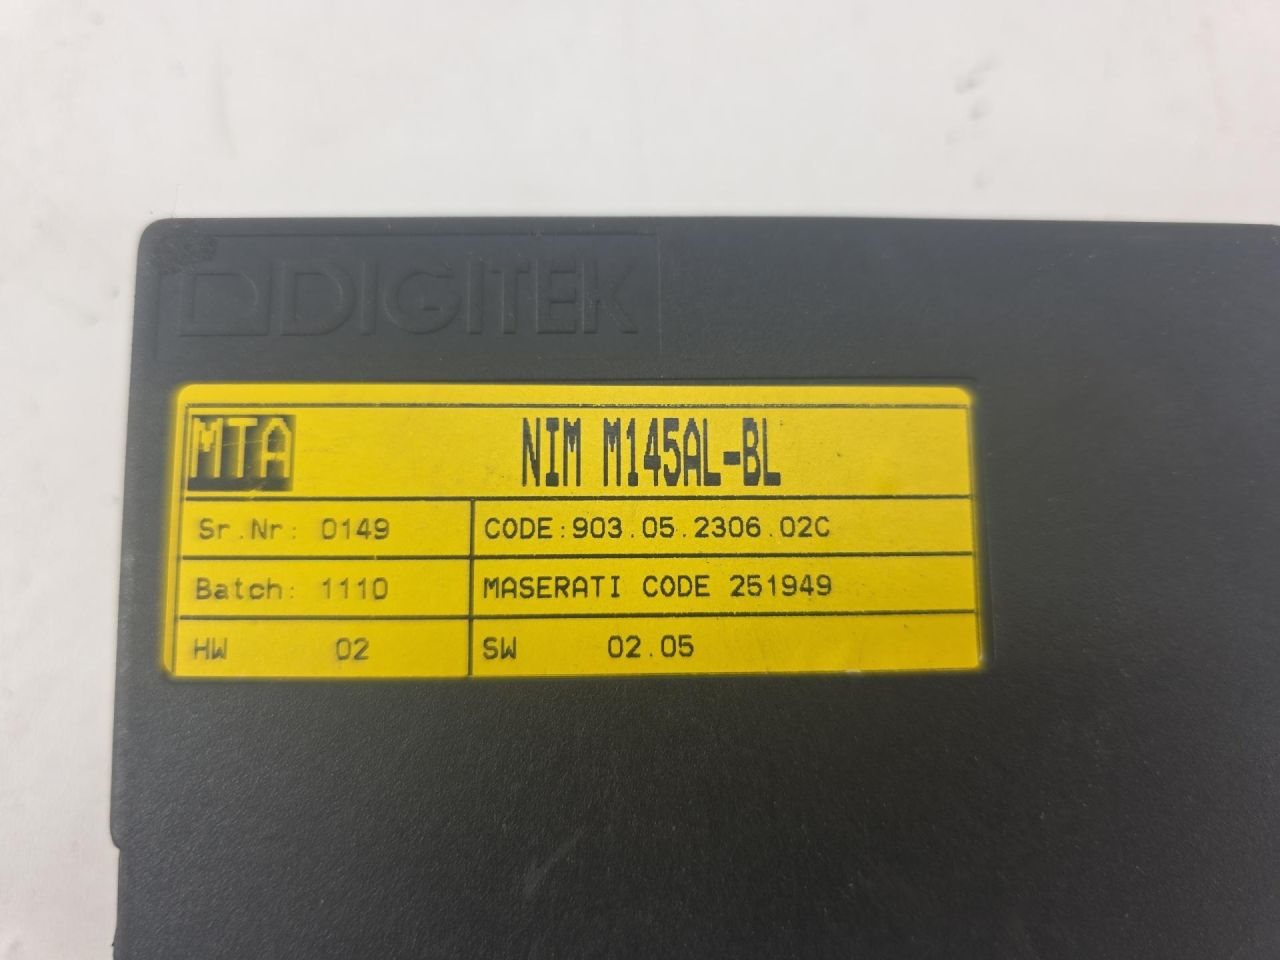 DIGITEK
MTA NIM M145AL-BL
Sr.Nr: 0149 CODE:903.05.2306.02C
Batch: 1110 MASERATI CODE 251949
HW 02 SW 02.05